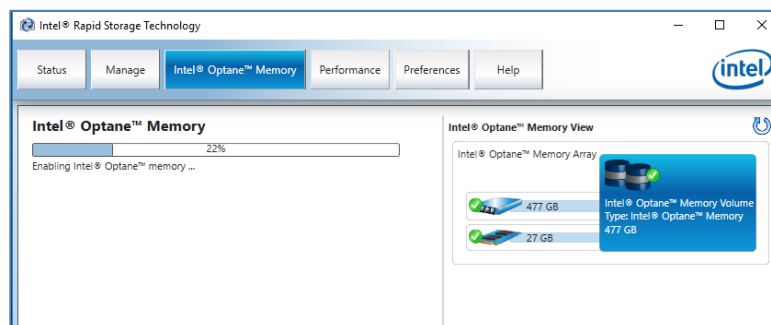 Intel® Rapid Storage Technology
Status Manage Intel® Optane™ Memory Performance Preferences Help
intel
Intel® Optane™ Memory
22%
Enabling Intel® Optane™ memory ...
Intel® Optane™ Memory View
Intel® Optane™ Memory Array
477 GB
27 GB
Intel® Optane™ Memory Volume
Type: Intel® Optane™ Memory
477 GB